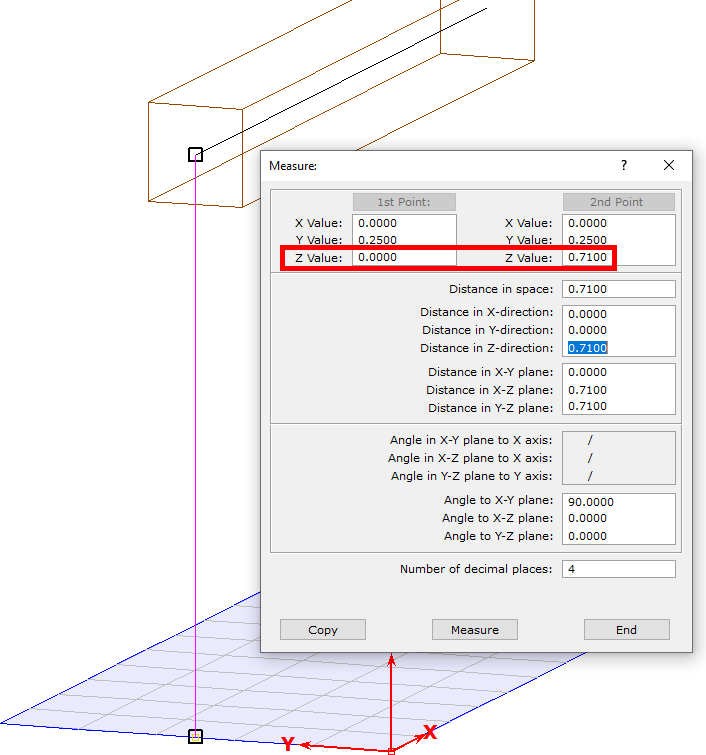 Measure: ? ×
1st Point: 2nd Point
X Value: 0.0000 X Value: 0.0000
Y Value: 0.2500 Y Value: 0.2500
Z Value: 0.0000 Z Value: 0.7100
Distance in space: 0.7100
Distance in X-direction: 0.0000
Distance in Y-direction: 0.0000
Distance in Z-direction: 0.7100
Distance in X-Y plane: 0.0000
Distance in X-Z plane: 0.7100
Distance in Y-Z plane: 0.7100
Angle in X-Y plane to X axis: /
Angle in X-Z plane to X axis: /
Angle in Y-Z plane to Y axis: /
Angle to X-Y plane: 90.0000
Angle to X-Z plane: 0.0000
Angle to Y-Z plane: 0.0000
Number of decimal places: 4
Copy Measure End
Y X